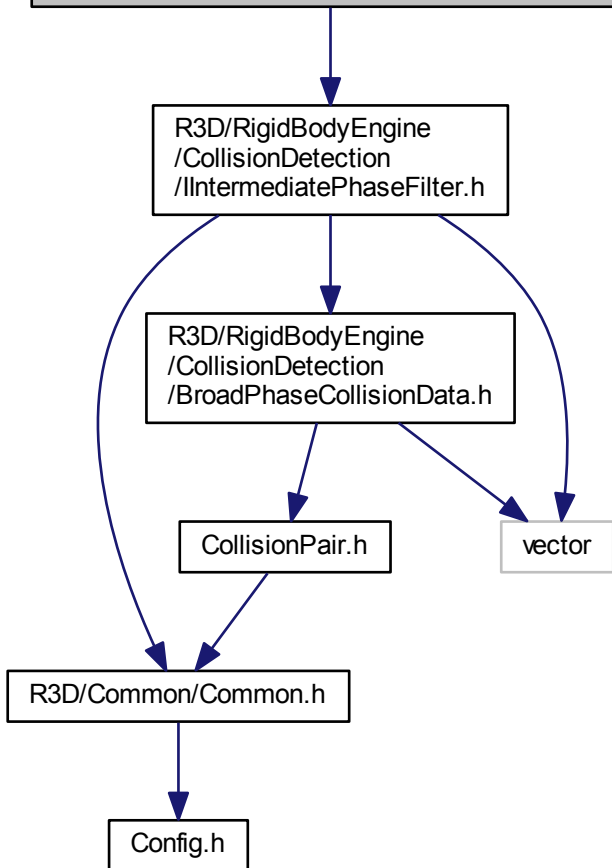 R3D/RigidBodyEngine
/CollisionDetection
/IIntermediatePhaseFilter.h
R3D/RigidBodyEngine
/CollisionDetection
/BroadPhaseCollisionData.h
CollisionPair.h
vector
R3D/Common/Common.h
Config.h